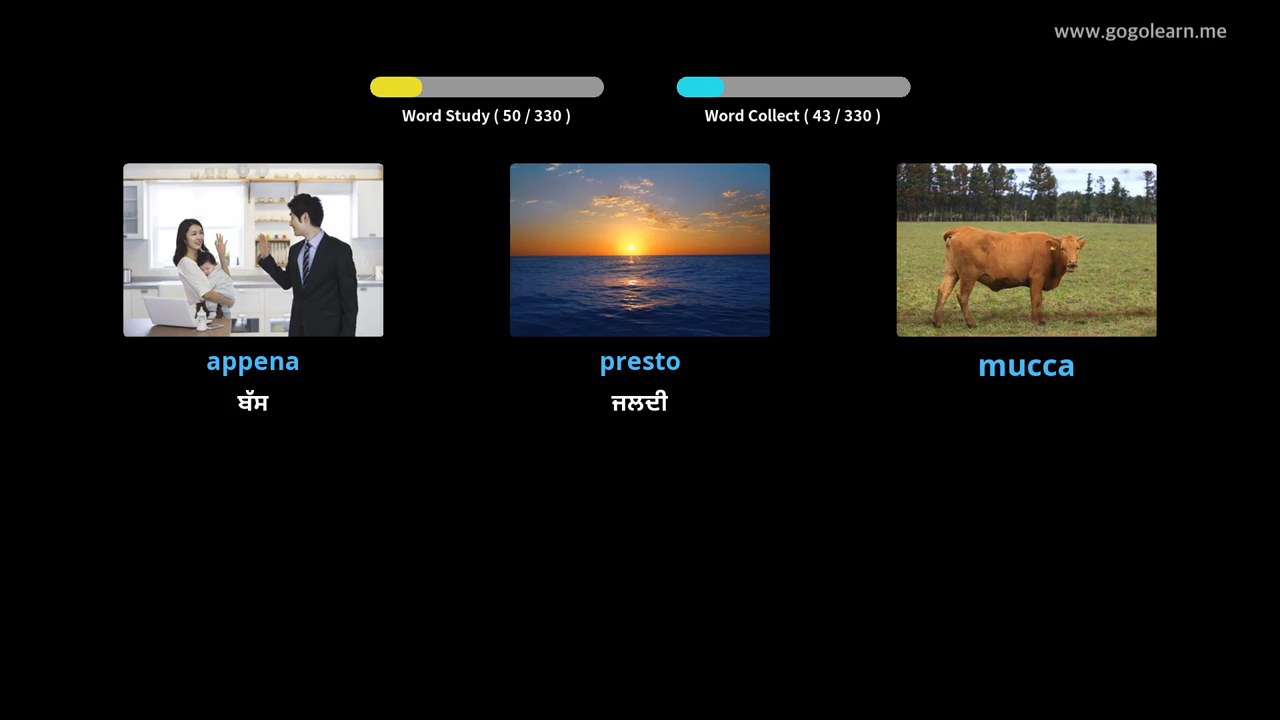 www.gogolearn.me
Word Study ( 50 / 330 )
Word Collect ( 43 / 330 )
appena
presto
mucca
ਬੱਸ
ਜਲਦੀ